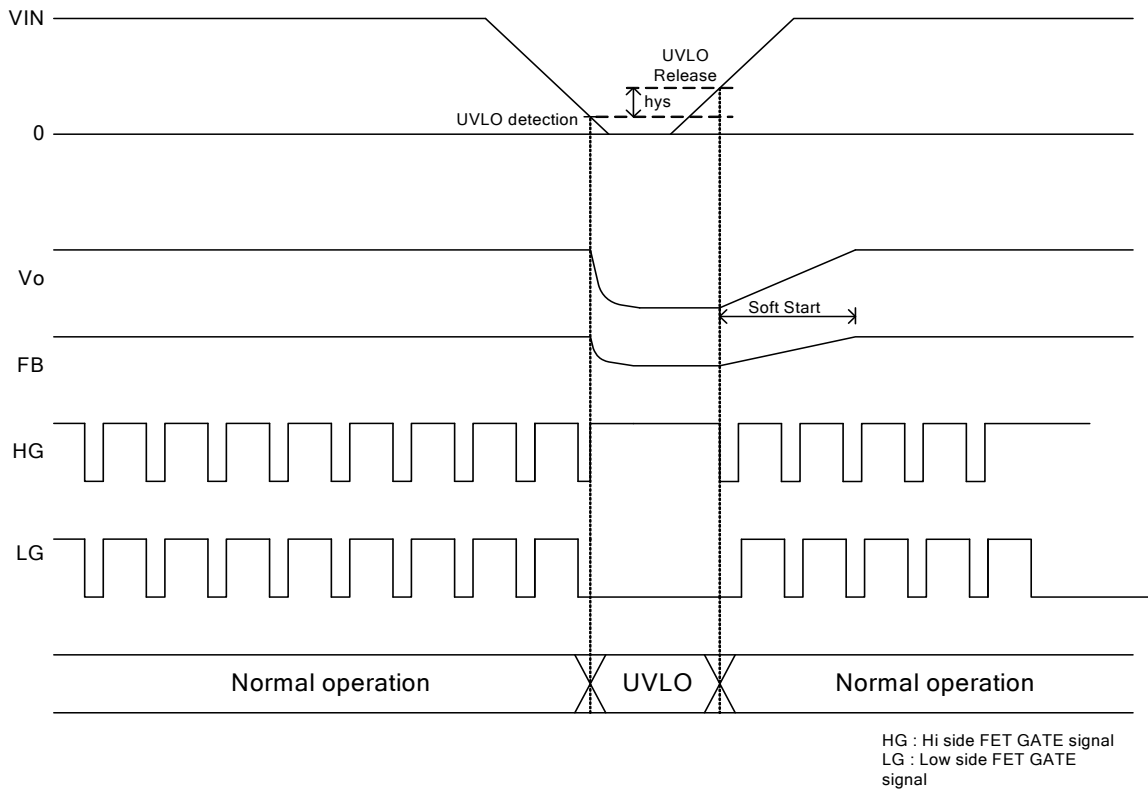 VIN
UVLO
Release
hys
UVLO detection
0
Vo
Soft Start
FB
HG
LG
Normal operation
UVLO
Normal operation
HG : Hi side FET GATE signal
LG : Low side FET GATE
signal